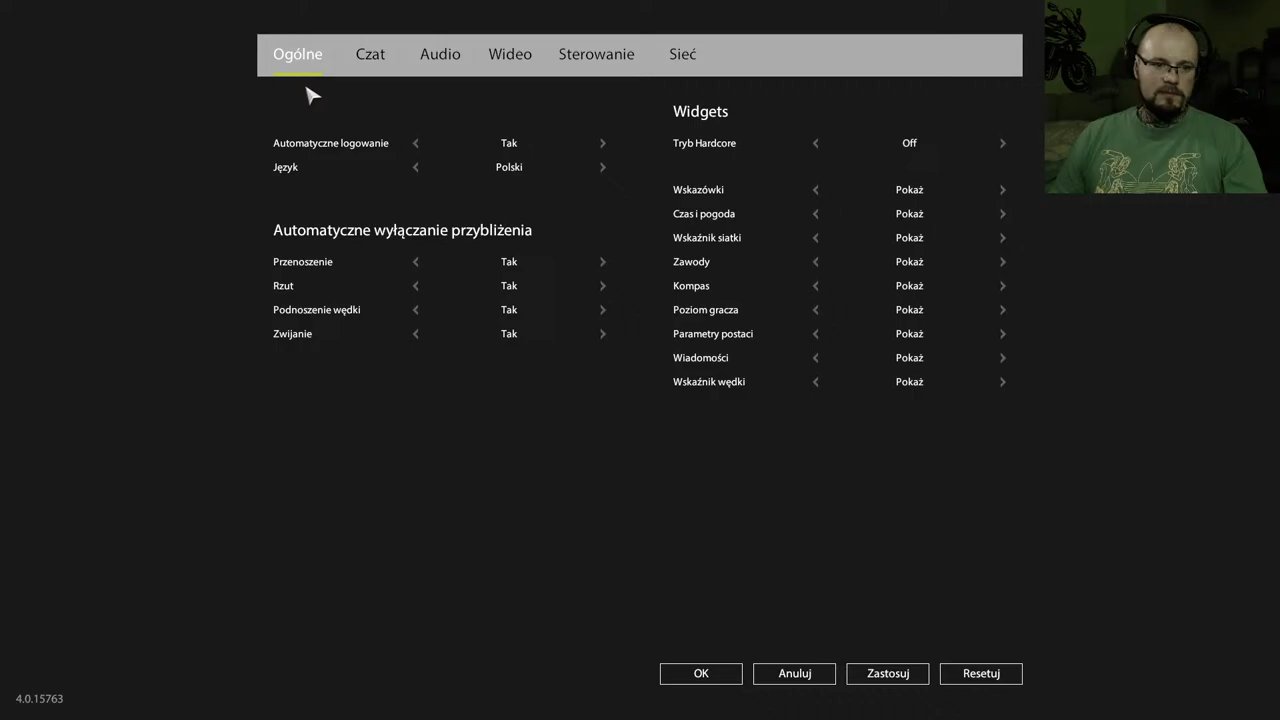 Ogólne Czat Audio Wideo Sterowanie Sieć
Automatyczne logowanie Tak
Język Polski
Automatyczne wyłączanie przybliżenia
Przenoszenie Tak
Rzut Tak
Podnoszenie wędki Tak
Zwijanie Tak
Widgets
Tryb Hardcore Off
Wskazówki Pokaż
Czas i pogoda Pokaż
Wskaźnik siatki Pokaż
Zawody Pokaż
Kompas Pokaż
Poziom gracza Pokaż
Parametry postaci Pokaż
Wiadomości Pokaż
Wskaźnik wędki Pokaż
OK Anuluj Zastosuj Resetuj
4.0.15763